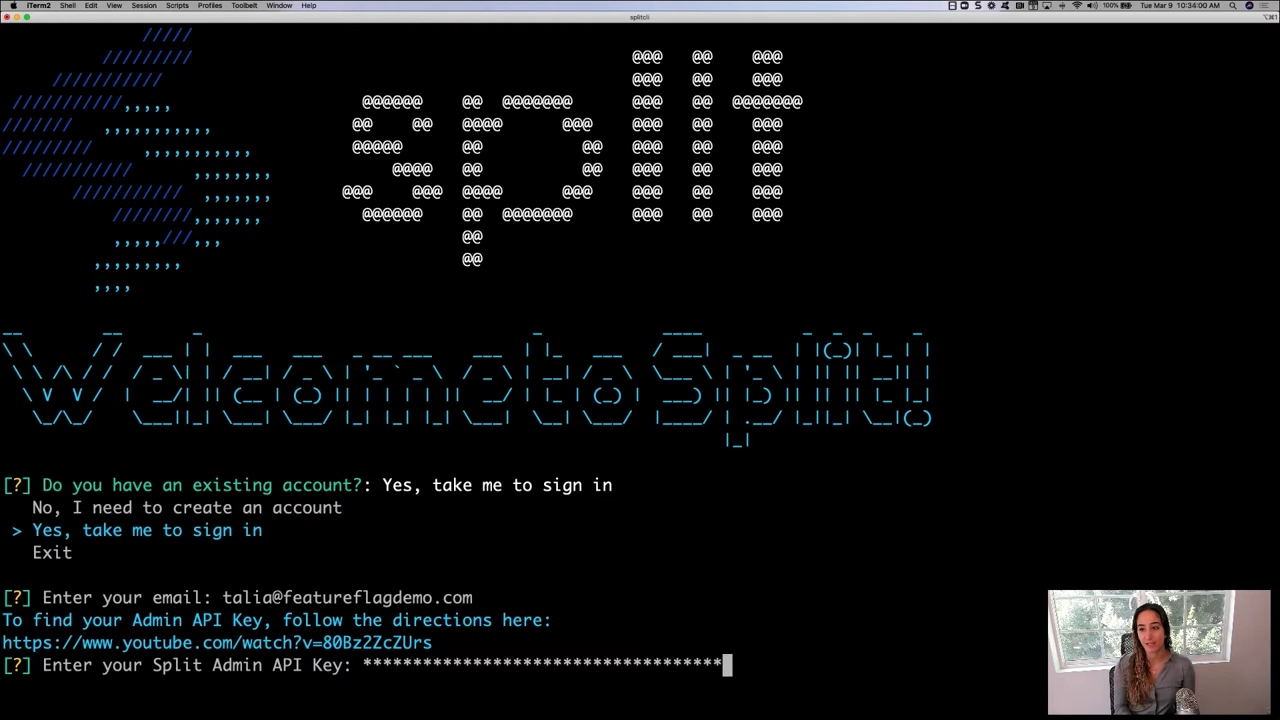 iTerm2 Shell Edit View Session Scripts Profiles Toolbelt Window Help
100% Tue Mar 9 10:34:00 AM
splitcli
⌥⌘1
split
Welcome to Split!
[?] Do you have an existing account?: Yes, take me to sign in
No, I need to create an account
> Yes, take me to sign in
Exit
[?] Enter your email: talia@featureflagdemo.com
To find your Admin API Key, follow the directions here:
https://www.youtube.com/watch?v=80Bz2ZcZUrs
[?] Enter your Split Admin API Key: ************************************